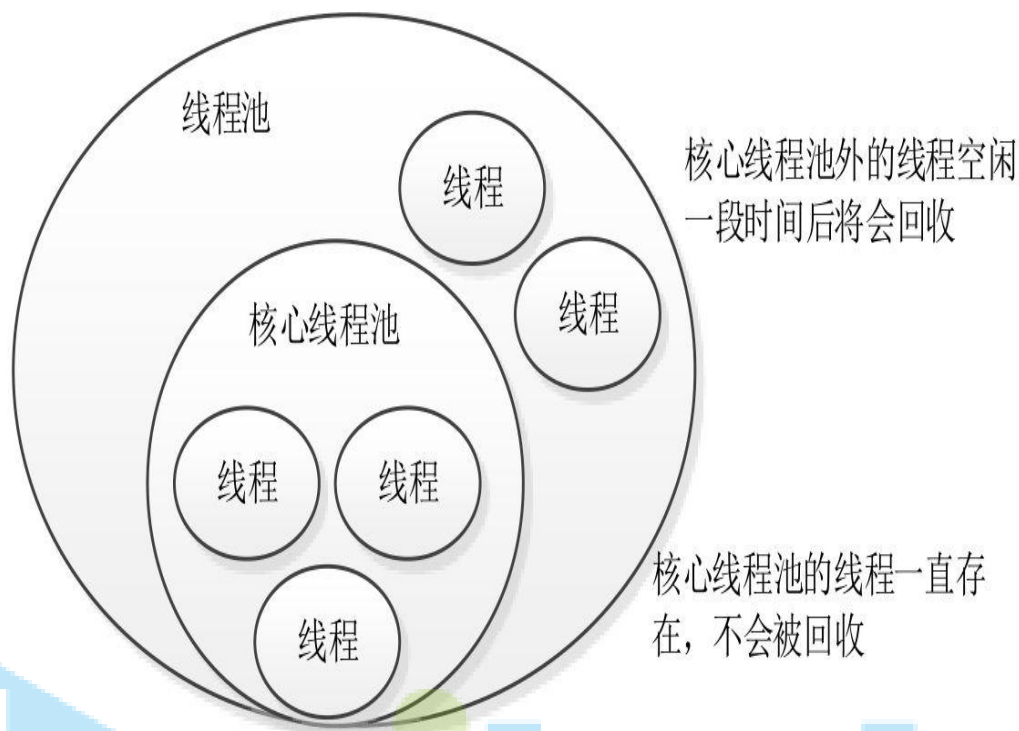 线程池
线程
核心线程池外的线程空闲
一段时间后将会回收
线程
核心线程池
线程
线程
核心线程池的线程一直存
在，不会被回收
线程